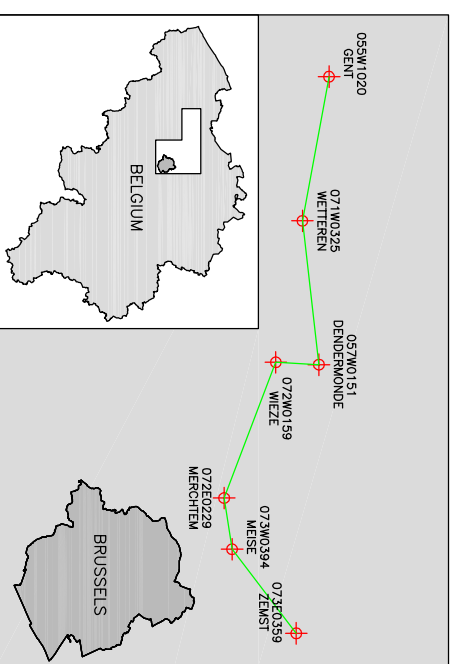 055W1020
GENT
071W0325
WETTEREN
057W0151
DENDERMONDE
072W0159
WIEZE
072E0229
MERCHTEM
073W0394
MEISE
073E0359
ZEMST
BELGIUM
BRUSSELS